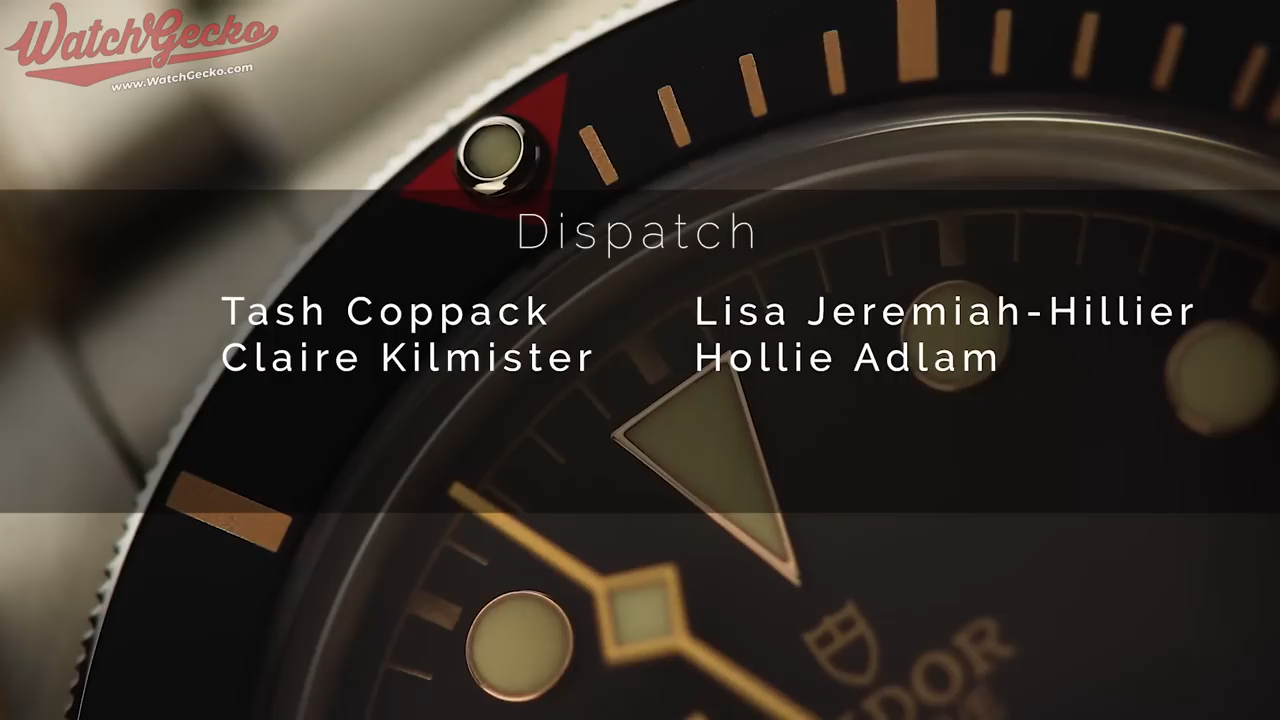 WatchGecko
www.WatchGecko.com
Dispatch
Tash Coppack
Claire Kilmister
Lisa Jeremiah-Hillier
Hollie Adlam